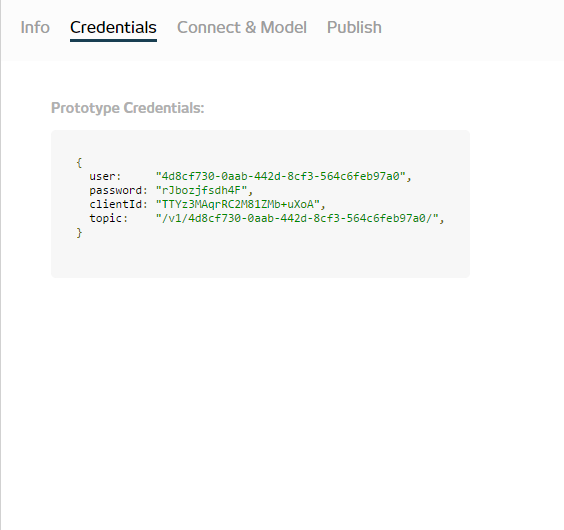 Info Credentials Connect & Model Publish
Prototype Credentials:
{
user: "4d8cf730-0aab-442d-8cf3-564c6feb97a0",
password: "rJbozjfsdh4F",
clientId: "TTYz3MAqrRC2M81ZMb+uXoA",
topic: "/v1/4d8cf730-0aab-442d-8cf3-564c6feb97a0/",
}